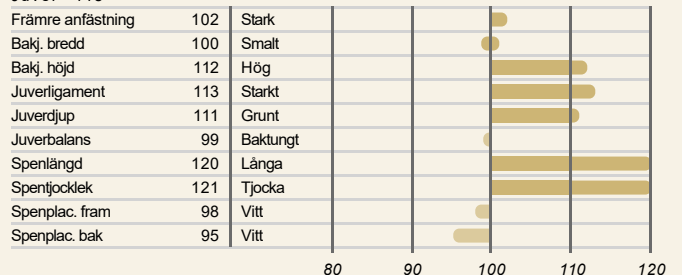 Främre anfästning 102 Stark
Bakj. bredd 100 Smalt
Bakj. höjd 112 Hög
Juverligament 113 Starkt
Juverdjup 111 Grunt
Juverbalans 99 Baktungt
Spenlängd 120 Långa
Spentjocklek 121 Tjocka
Spenplac. fram 98 Vitt
Spenplac. bak 95 Vitt
80 90 100 110 120